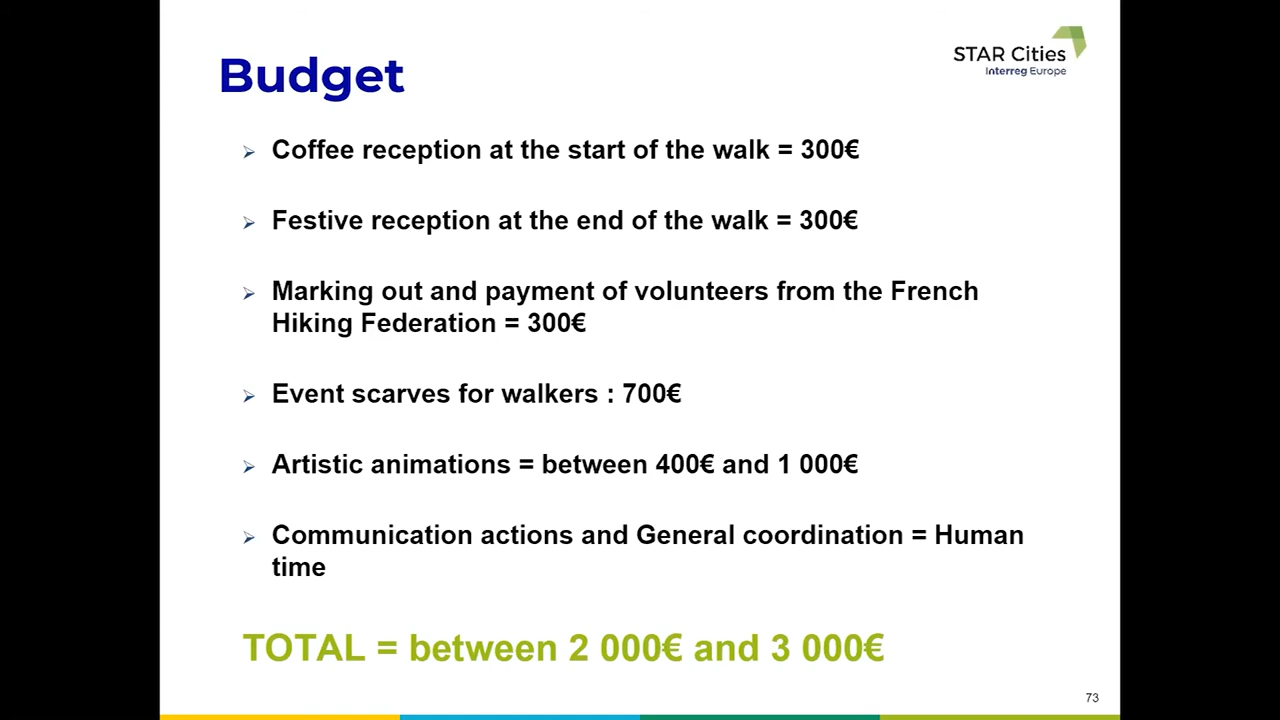 STAR Cities
Interreg Europe
Budget
Coffee reception at the start of the walk = 300€
Festive reception at the end of the walk = 300€
Marking out and payment of volunteers from the French
Hiking Federation = 300€
Event scarves for walkers : 700€
Artistic animations = between 400€ and 1 000€
Communication actions and General coordination = Human
time
TOTAL = between 2 000€ and 3 000€
73